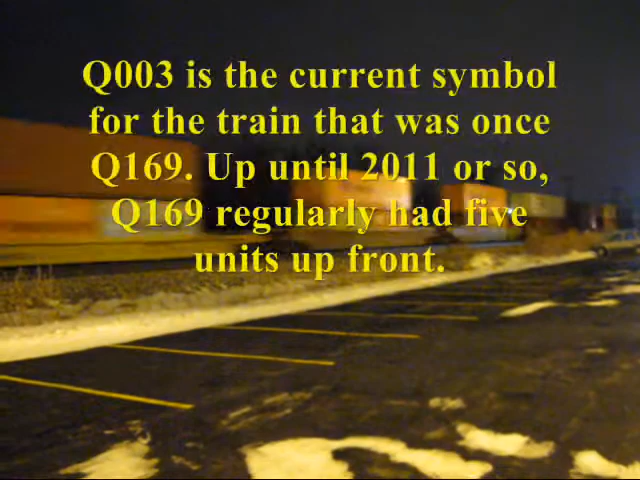 Q003 is the current symbol
for the train that was once
Q169. Up until 2011 or so,
Q169 regularly had five
units up front.